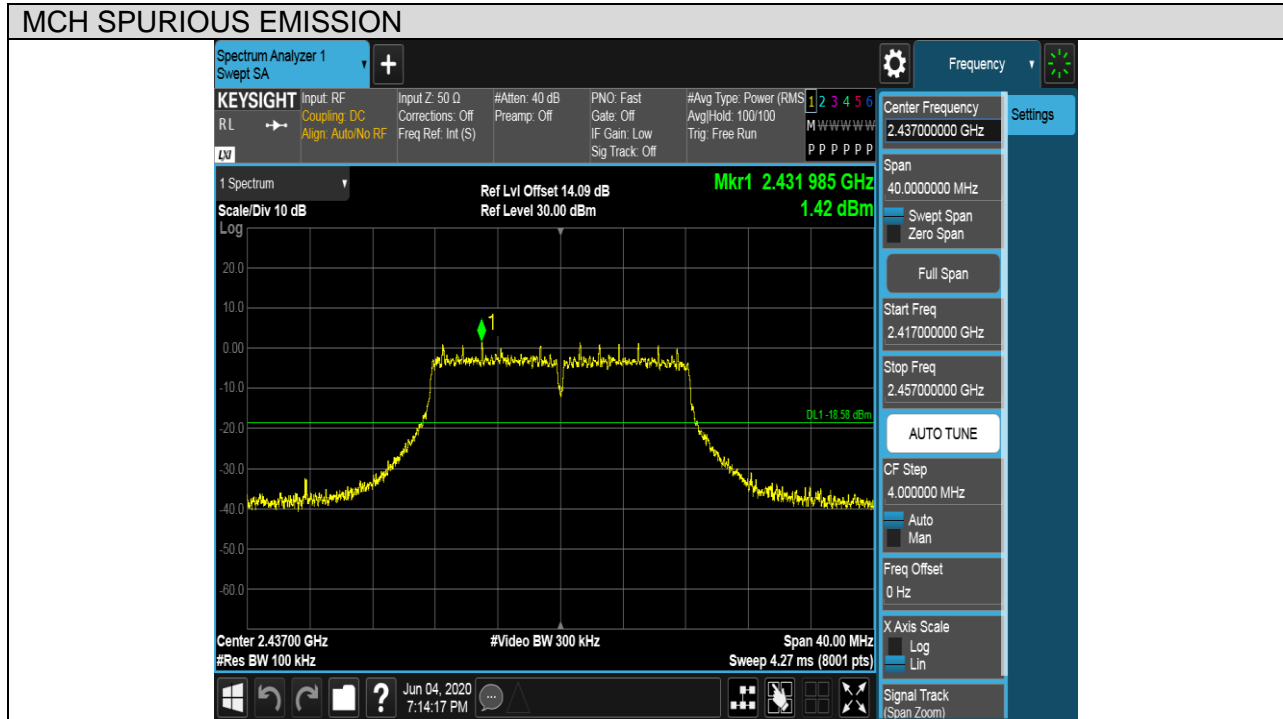 MCH SPURIOUS EMISSION
Spectrum Analyzer 1
Swept SA
Frequency
KEYSIGHT
RL
LXI
Input: RF
Coupling: DC
Align: Auto/No RF
Input Z: 50 Ω
Corrections: Off
Freq Ref: Int (S)
#Atten: 40 dB
Preamp: Off
PNO: Fast
Gate: Off
IF Gain: Low
Sig Track: Off
#Avg Type: Power (RMS
Avg|Hold: 100/100
Trig: Free Run
1 2 3 4 5 6
M W W W W W
P P P P P P
1 Spectrum
Scale/Div 10 dB
Log
Ref Lvl Offset 14.09 dB
Ref Level 30.00 dBm
Mkr1 2.431 985 GHz
1.42 dBm
20.0
10.0
1
0.00
-10.0
DL1 -18.58 dBm
-20.0
-30.0
-40.0
-50.0
-60.0
Center 2.43700 GHz
#Res BW 100 kHz
#Video BW 300 kHz
Span 40.00 MHz
Sweep 4.27 ms (8001 pts)
?
Jun 04, 2020
7:14:17 PM
Center Frequency
2.437000000 GHz
Settings
Span
40.0000000 MHz
Swept Span
Zero Span
Full Span
Start Freq
2.417000000 GHz
Stop Freq
2.457000000 GHz
AUTO TUNE
CF Step
4.000000 MHz
Auto
Man
Freq Offset
0 Hz
X Axis Scale
Log
Lin
Signal Track
(Span Zoom)